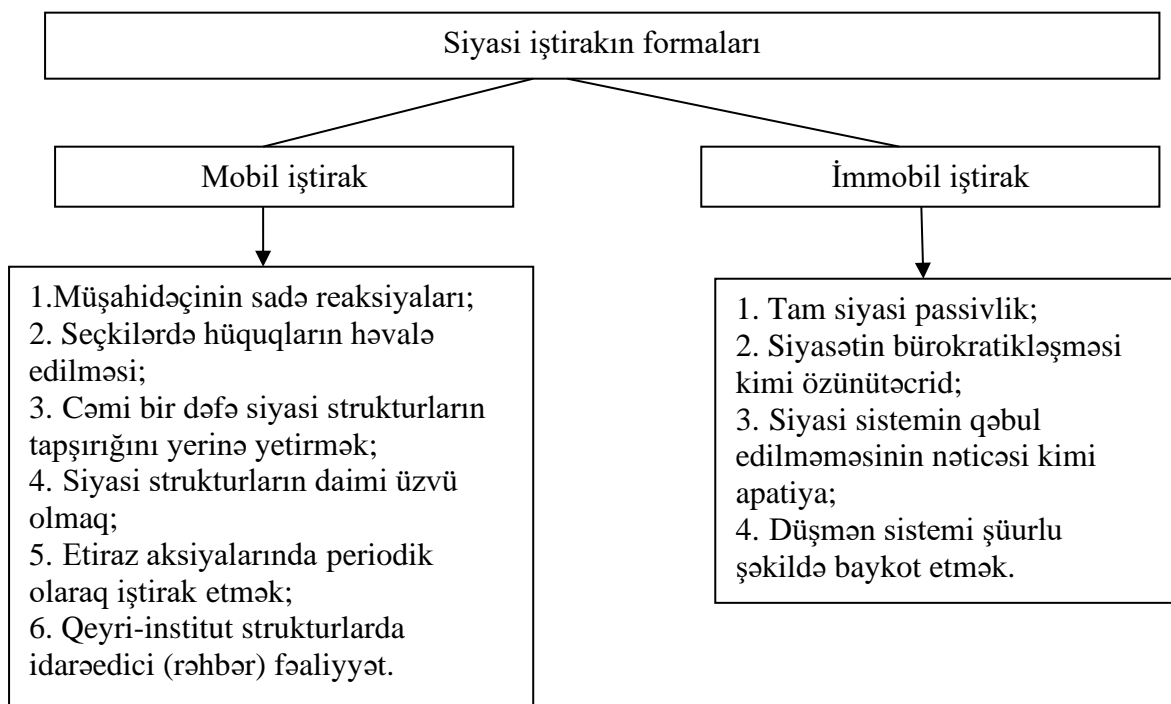 Siyasi iştirakın formaları
Mobil iştirak
İmmobil iştirak
1.Müşahidəçinin sadə reaksiyaları;
2. Seçkilərdə hüquqların həvalə
edilməsi;
3. Cəmi bir dəfə siyasi strukturların
tapşırığını yerinə yetirmək;
4. Siyasi strukturların daimi üzvü
olmaq;
5. Etiraz aksiyalarında periodik
olaraq iştirak etmək;
6. Qeyri-institut strukturlarda
idarəedici (rəhbər) fəaliyyət.
1. Tam siyasi passivlik;
2. Siyasətin bürokratikləşməsi
kimi özünütəcrid;
3. Siyasi sistemin qəbul
edilməməsinin nəticəsi kimi
apatiya;
4. Düşmən sistemi şüurlu
şəkildə baykot etmək.